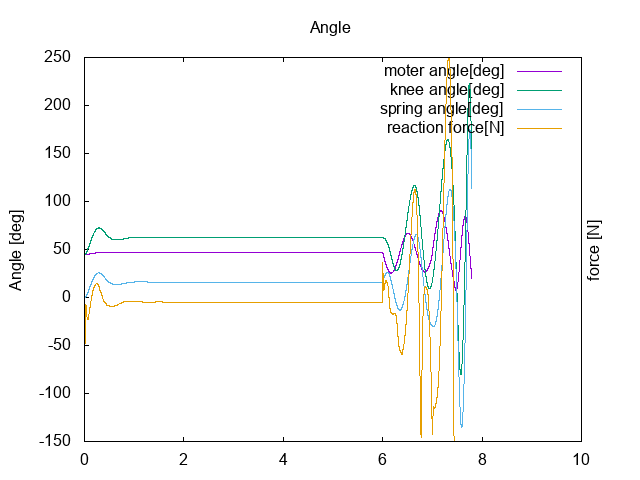 Angle
250
200
150
100
50
0
-50
-100
-150
0 2 4 6 8 10
Angle [deg]
force [N]
moter angle[deg]
knee angle[deg]
spring angle[deg]
reaction force[N]